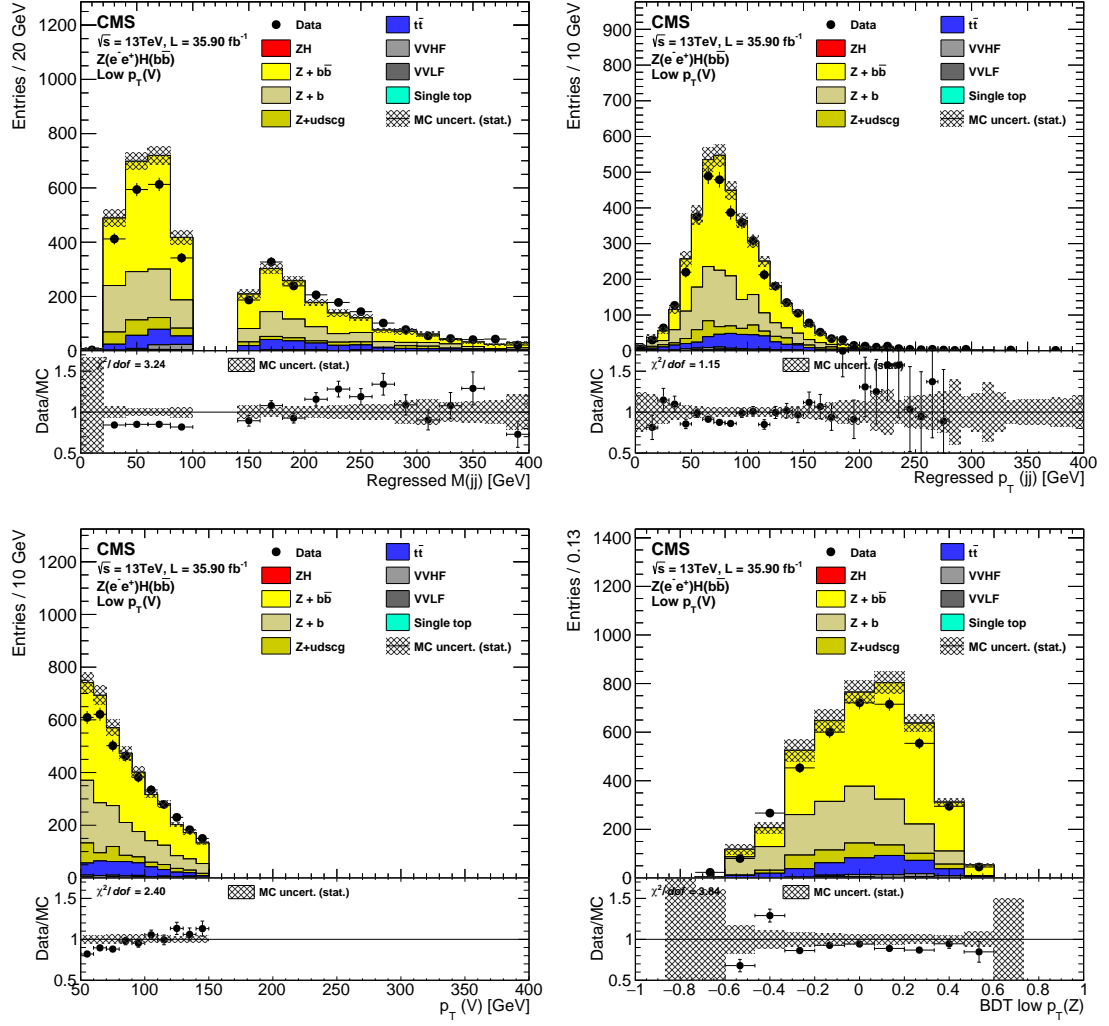 CMS
√s = 13TeV, L = 35.90 fb⁻¹
Z(e⁻e⁺)H(bb̄)
Low p_T(V)
Data
ZH
Z + bb̄
Z + b
Z+udscg
tt̄
VVHF
VVLF
Single top
MC uncert. (stat.)
Entries / 20 GeV
1200
1000
800
600
400
200
0
χ²/dof = 3.24
MC uncert. (stat.)
Data/MC
1.5
1
0.5
0 50 100 150 200 250 300 350 400
Regressed M(jj) [GeV]
CMS
√s = 13TeV, L = 35.90 fb⁻¹
Z(e⁻e⁺)H(bb̄)
Low p_T(V)
Data
ZH
Z + bb̄
Z + b
Z+udscg
tt̄
VVHF
VVLF
Single top
MC uncert. (stat.)
Entries / 10 GeV
900
800
700
600
500
400
300
200
100
0
χ²/dof = 1.15
MC uncert. (stat.)
Data/MC
1.5
1
0.5
0 50 100 150 200 250 300 350 400
Regressed p_T (jj) [GeV]
CMS
√s = 13TeV, L = 35.90 fb⁻¹
Z(e⁻e⁺)H(bb̄)
Low p_T(V)
Data
ZH
Z + bb̄
Z + b
Z+udscg
tt̄
VVHF
VVLF
Single top
MC uncert. (stat.)
Entries / 10 GeV
1200
1000
800
600
400
200
0
χ²/dof = 2.40
MC uncert. (stat.)
Data/MC
1.5
1
0.5
50 100 150 200 250 300 350 400
p_T (V) [GeV]
CMS
√s = 13TeV, L = 35.90 fb⁻¹
Z(e⁻e⁺)H(bb̄)
Low p_T(V)
Data
ZH
Z + bb̄
Z + b
Z+udscg
tt̄
VVHF
VVLF
Single top
MC uncert. (stat.)
Entries / 0.13
1400
1200
1000
800
600
400
200
0
χ²/dof = 3.84
MC uncert. (stat.)
Data/MC
1.5
1
0.5
−1 −0.8 −0.6 −0.4 −0.2 0 0.2 0.4 0.6 0.8 1
BDT low p_T(Z)